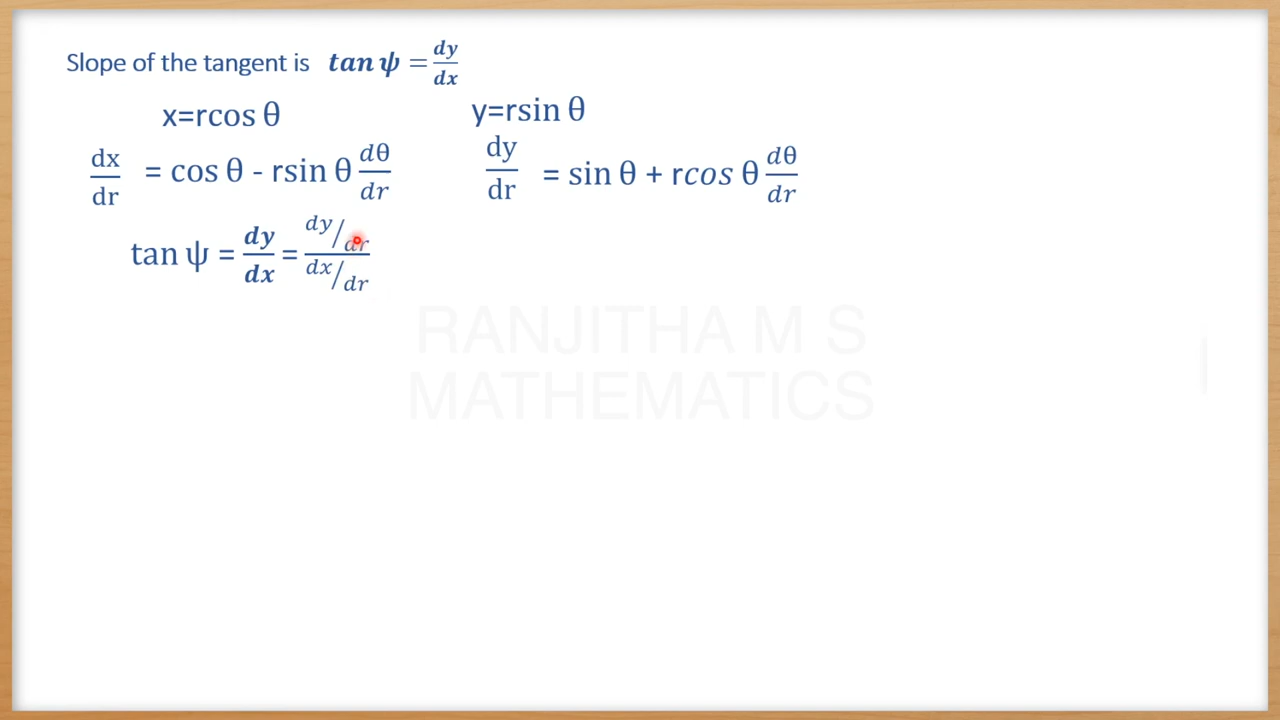 Slope of the tangent is tan ψ = dy/dx
x=rcos θ y=rsin θ
dx/dr = cos θ - rsin θ dθ/dr dy/dr = sin θ + rcos θ dθ/dr
tan ψ = dy/dx = (dy/dr)/(dx/dr)
RANJITHA M S
MATHEMATICS